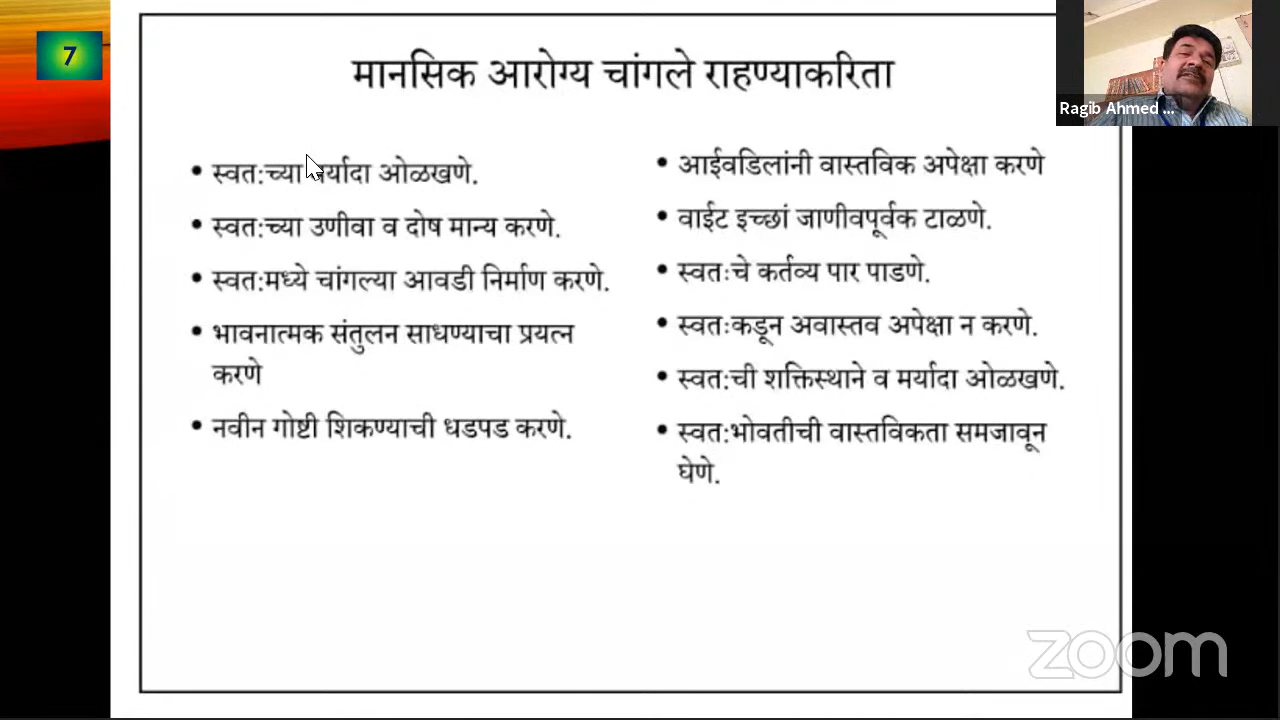 7
मानसिक आरोग्य चांगले राहण्याकरिता
Ragib Ahmed ...
• स्वत:च्या मर्यादा ओळखणे.
• स्वत:च्या उणीवा व दोष मान्य करणे.
• स्वत:मध्ये चांगल्या आवडी निर्माण करणे.
• भावनात्मक संतुलन साधण्याचा प्रयत्न
करणे
• नवीन गोष्टी शिकण्याची धडपड करणे.
• आईवडिलांनी वास्तविक अपेक्षा करणे
• वाईट इच्छां जाणीवपूर्वक टाळणे.
• स्वतःचे कर्तव्य पार पाडणे.
• स्वतःकडून अवास्तव अपेक्षा न करणे.
• स्वत:ची शक्तिस्थाने व मर्यादा ओळखणे.
• स्वत:भोवतीची वास्तविकता समजावून
घेणे.
zoom